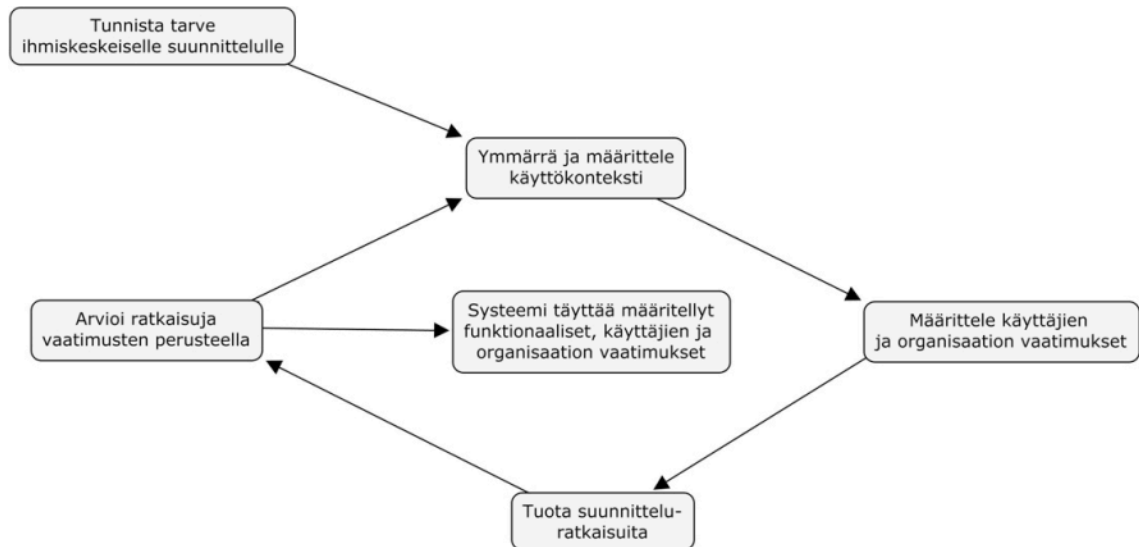 Tunnista tarve
ihmiskeskeiselle suunnittelulle
Ymmärrä ja määrittele
käyttökonteksti
Arvioi ratkaisuja
vaatimusten perusteella
Systeemi täyttää määritellyt
funktionaaliset, käyttäjien ja
organisaation vaatimukset
Määrittele käyttäjien
ja organisaation vaatimukset
Tuota suunnittelu-
ratkaisuita